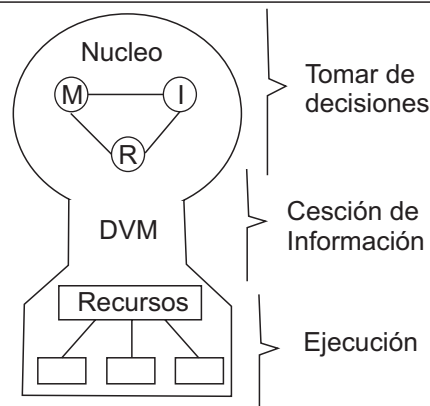 Nucleo
M
I
R
Tomar de
decisiones
DVM
Cesción de
Información
Recursos
Ejecución